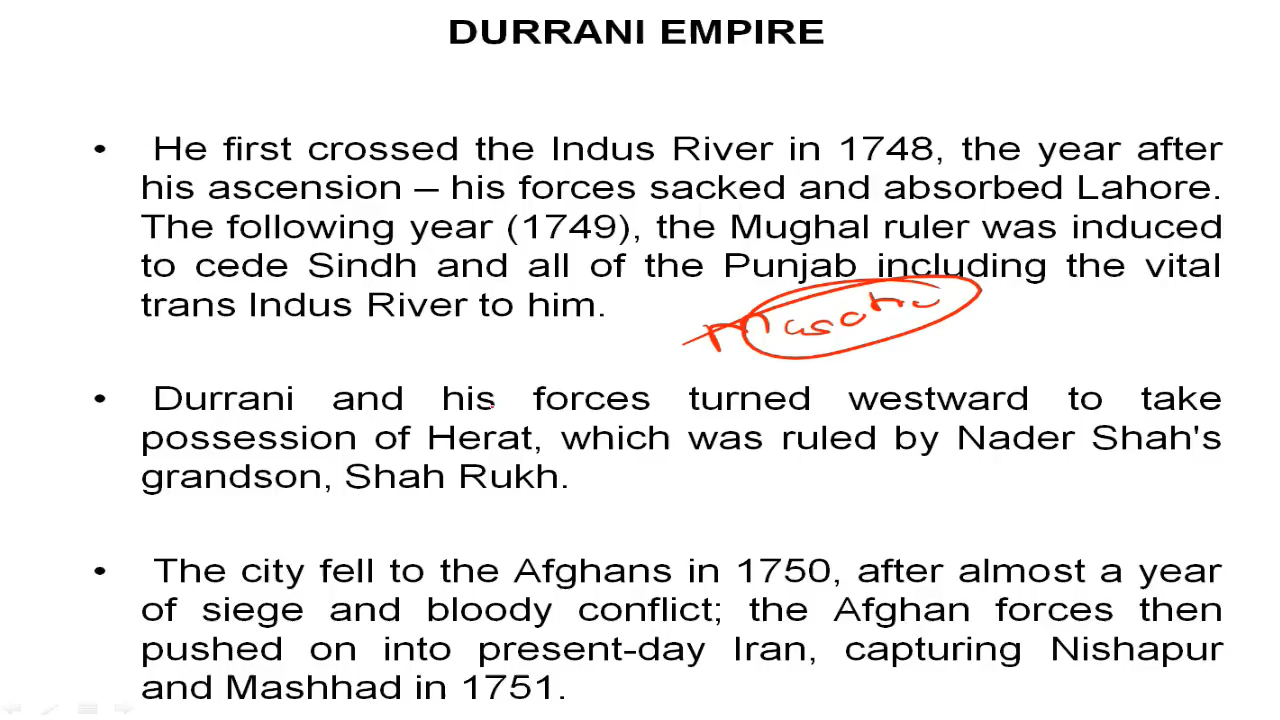 DURRANI EMPIRE
• He first crossed the Indus River in 1748, the year after
his ascension – his forces sacked and absorbed Lahore.
The following year (1749), the Mughal ruler was induced
to cede Sindh and all of the Punjab including the vital
trans Indus River to him.
• Durrani and his forces turned westward to take
possession of Herat, which was ruled by Nader Shah's
grandson, Shah Rukh.
• The city fell to the Afghans in 1750, after almost a year
of siege and bloody conflict; the Afghan forces then
pushed on into present-day Iran, capturing Nishapur
and Mashhad in 1751.